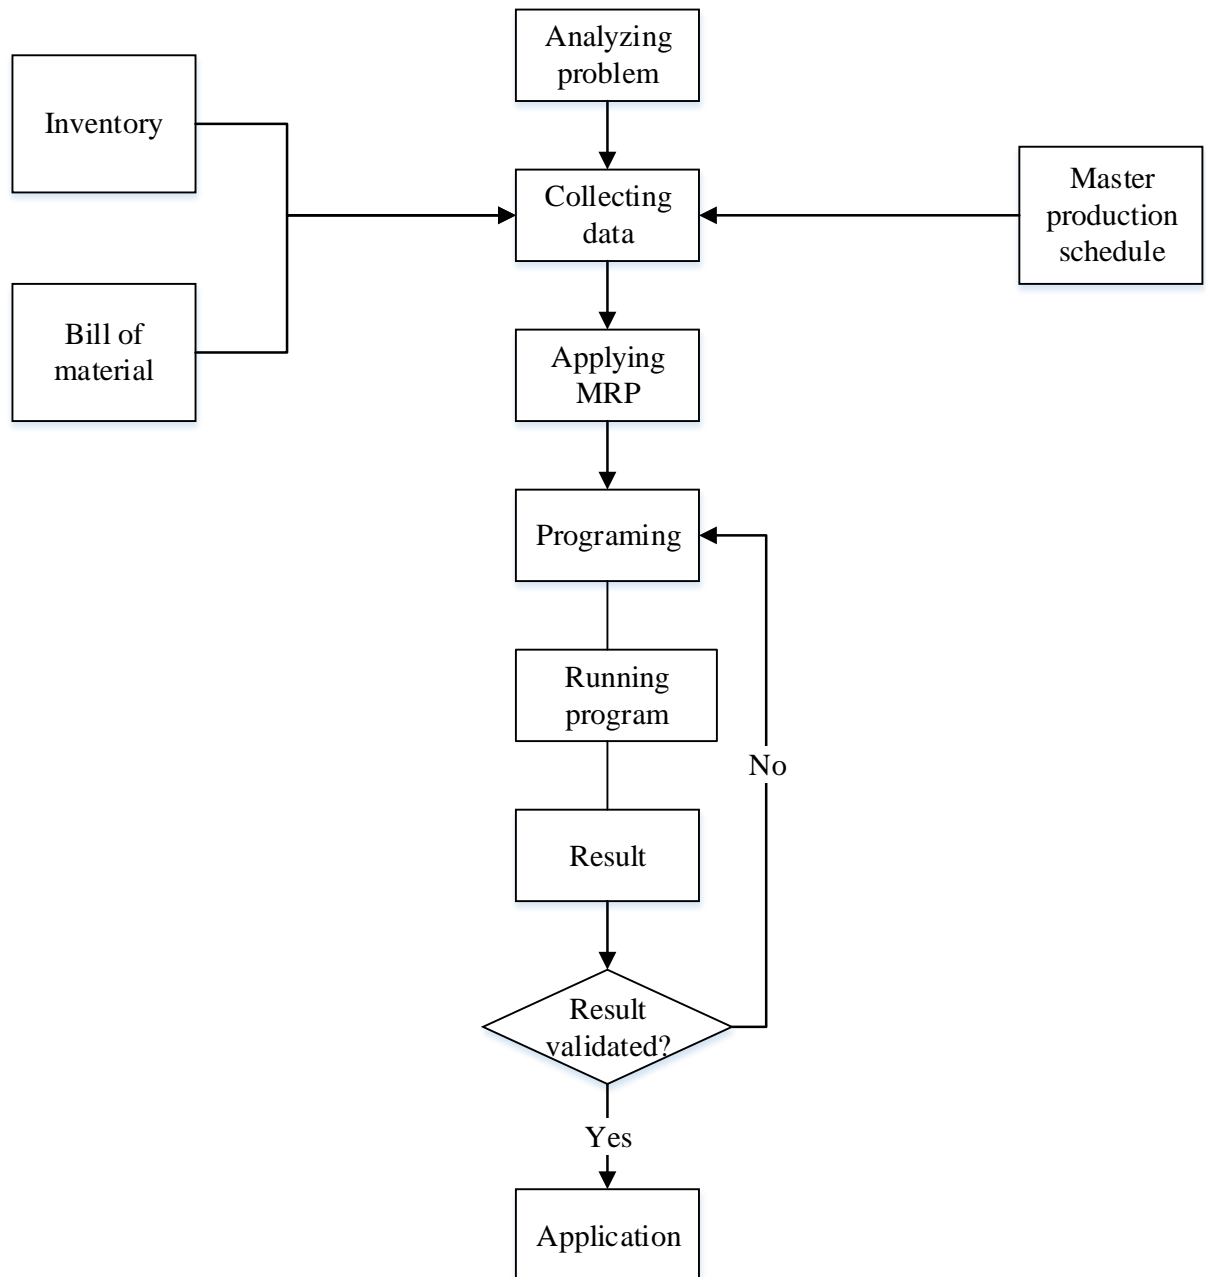 Analyzing
problem
Inventory
Collecting
data
Master
production
schedule
Bill of
material
Applying
MRP
Programing
Running
program
No
Result
Result
validated?
Yes
Application